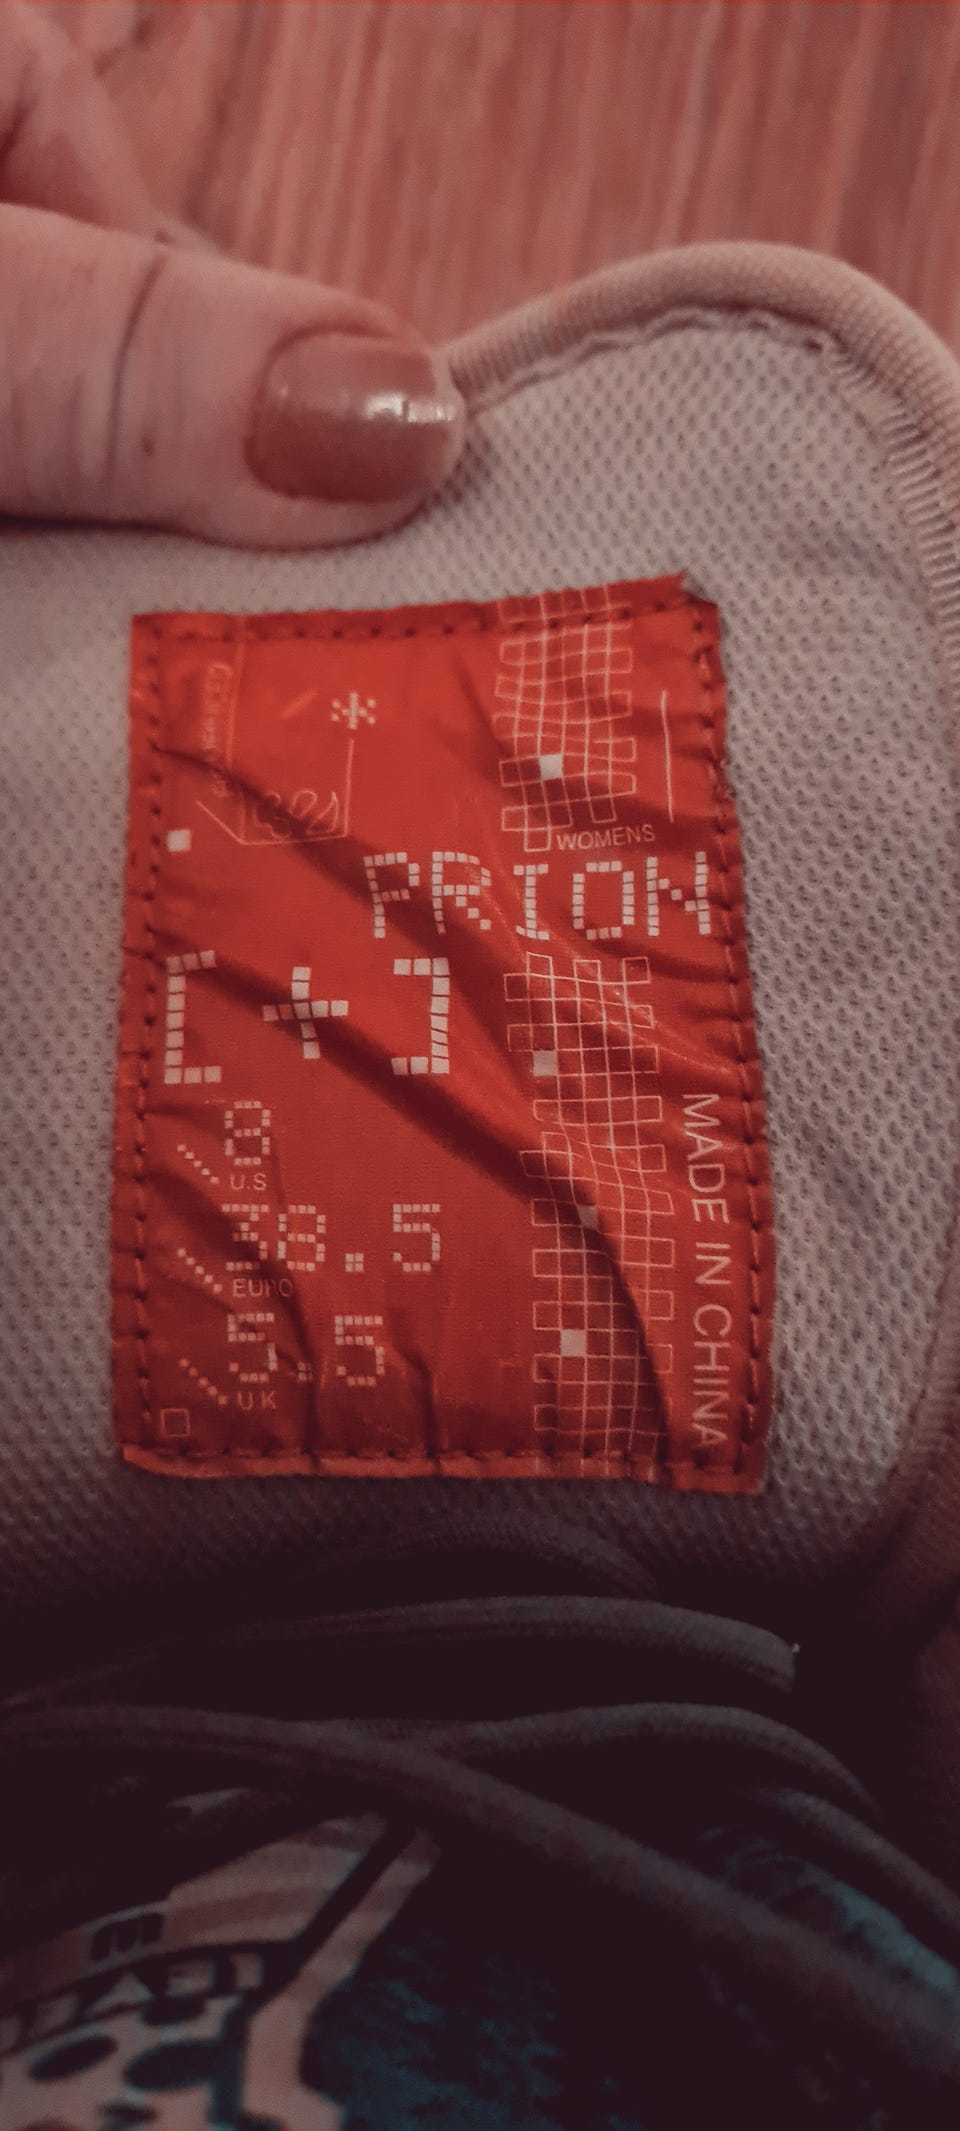 WOMENS
PRION
[+]
8
U.S
38.5
EURO
5.5
U.K
MADE IN CHINA